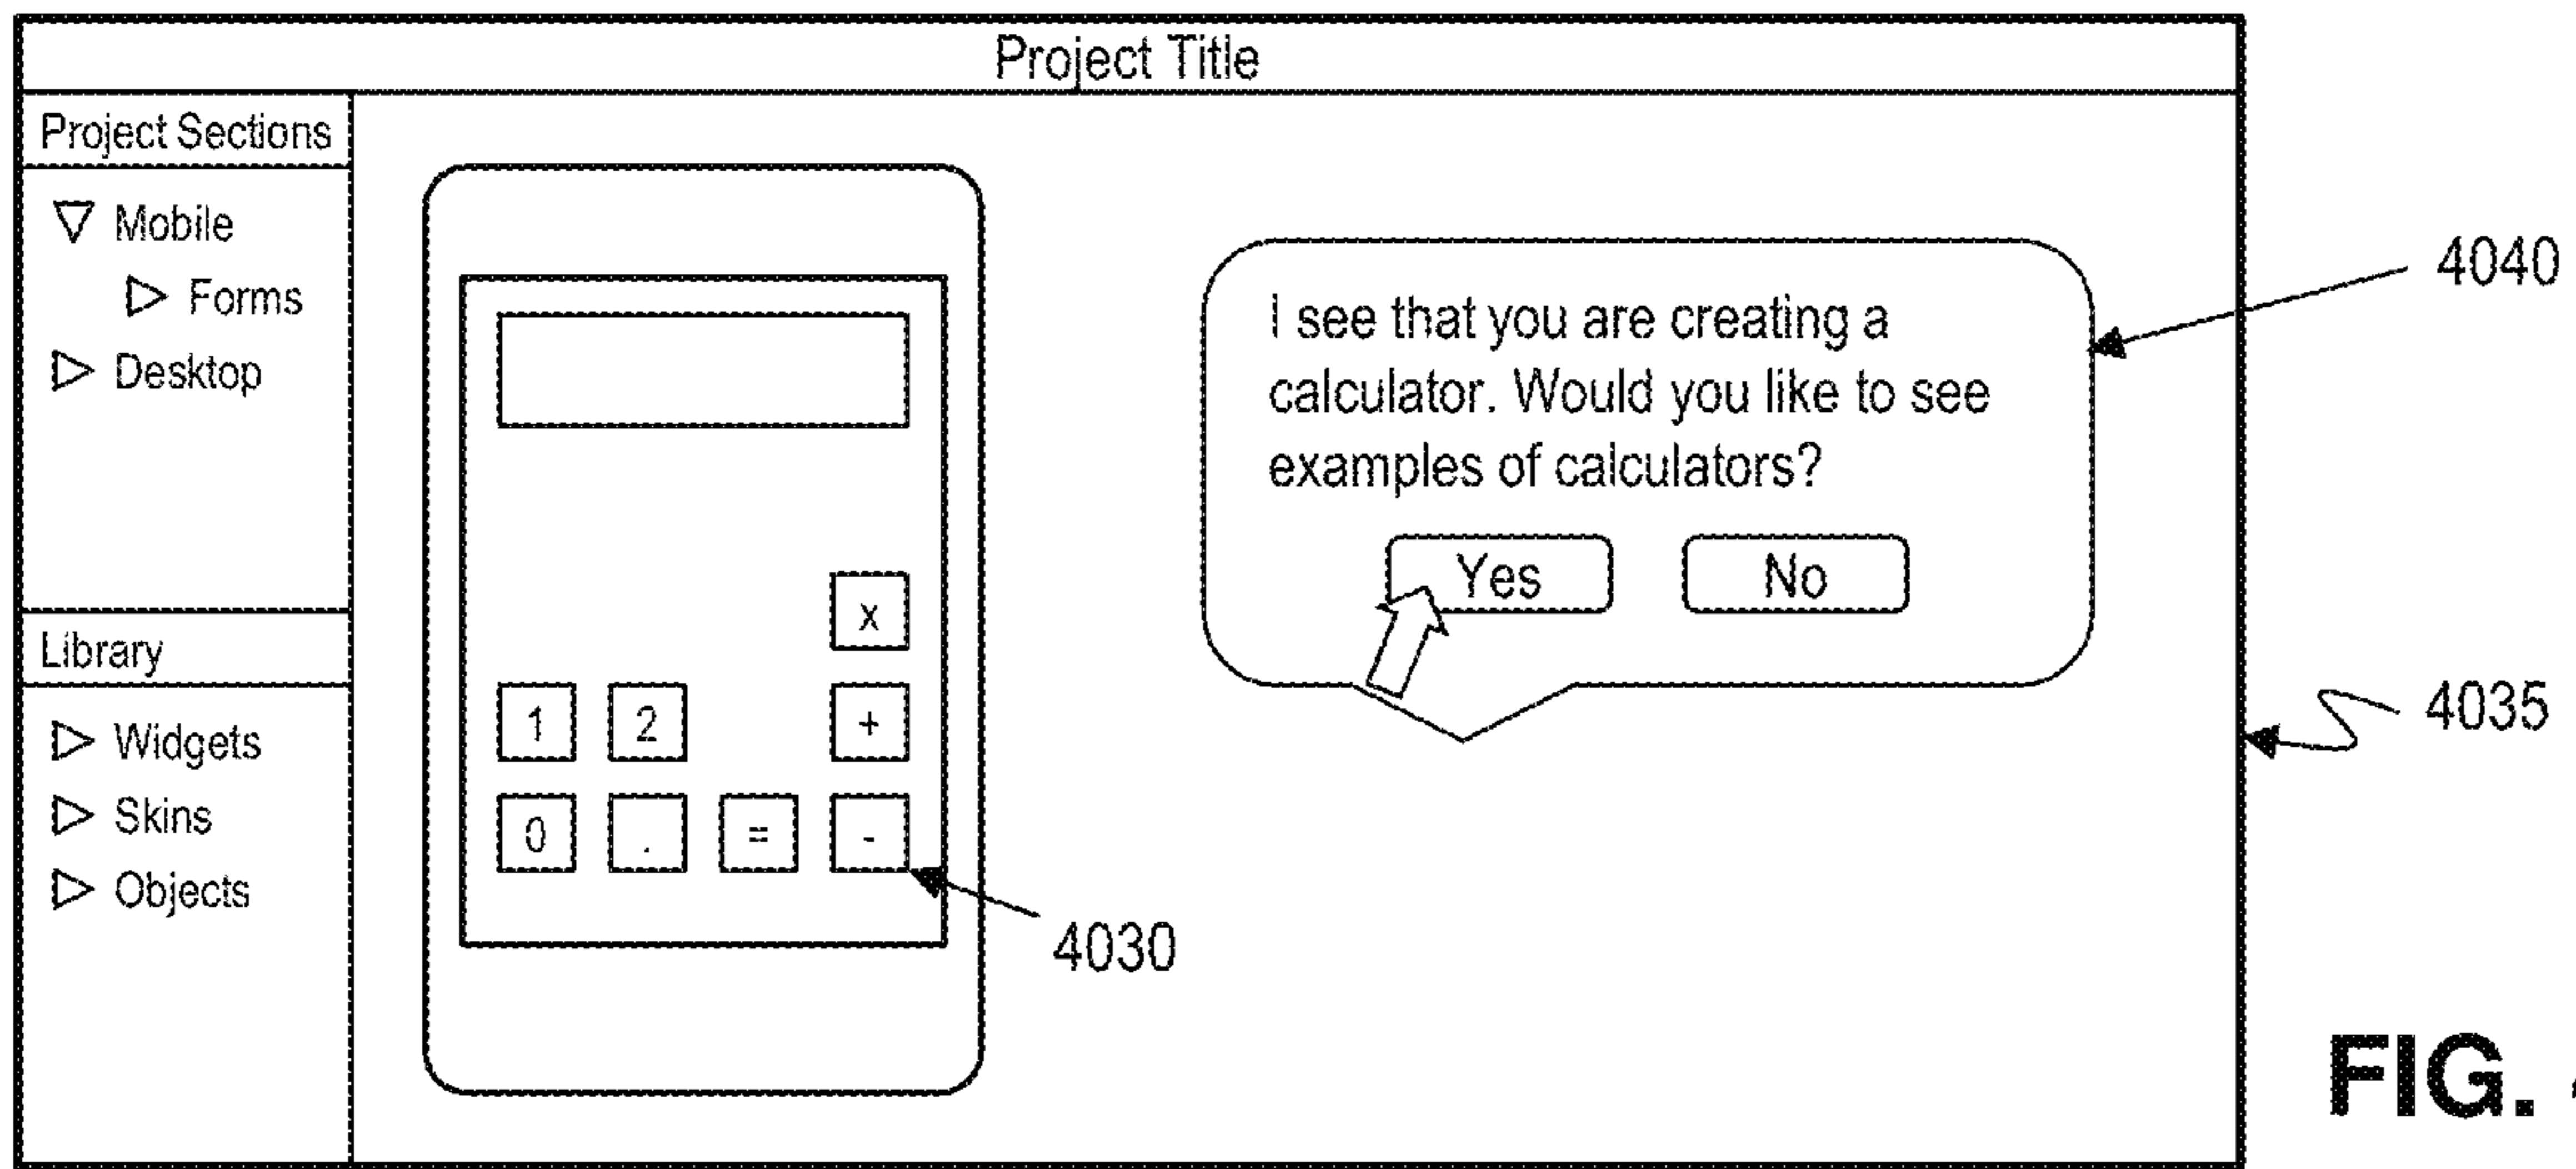 Project Title
Project Sections
Mobile
Forms
Desktop
Library
Widgets
Skins
Objects
x
1 2 +
0 . = -
4030
I see that you are creating a
calculator. Would you like to see
examples of calculators?
Yes No
4040
4035
FIG.